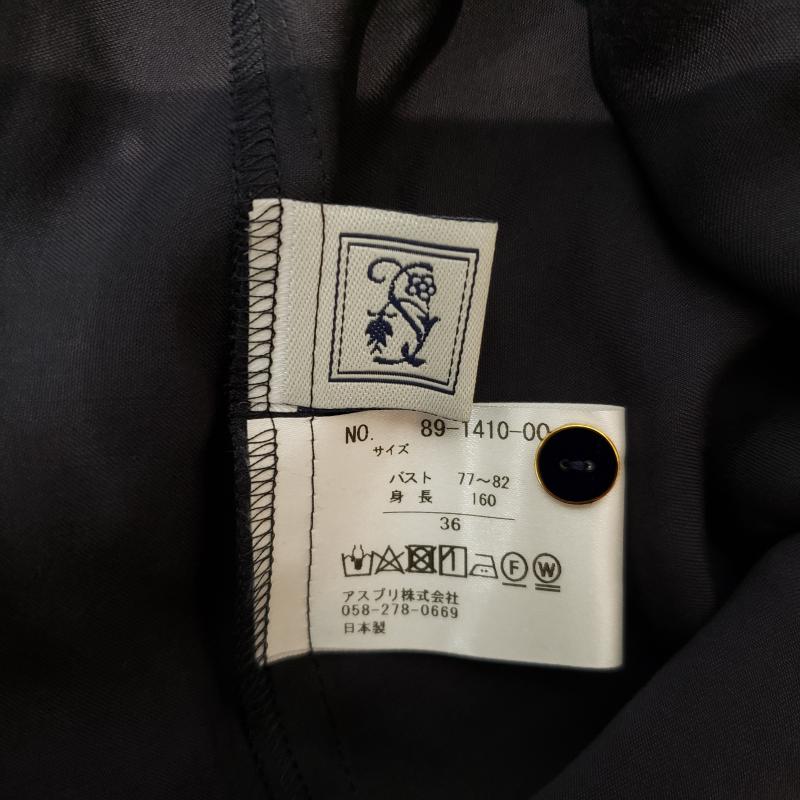 NO. 89-1410-00
サイズ
バスト 77～82
身長 160
36
F W
アスプリ株式会社
058-278-0669
日本製